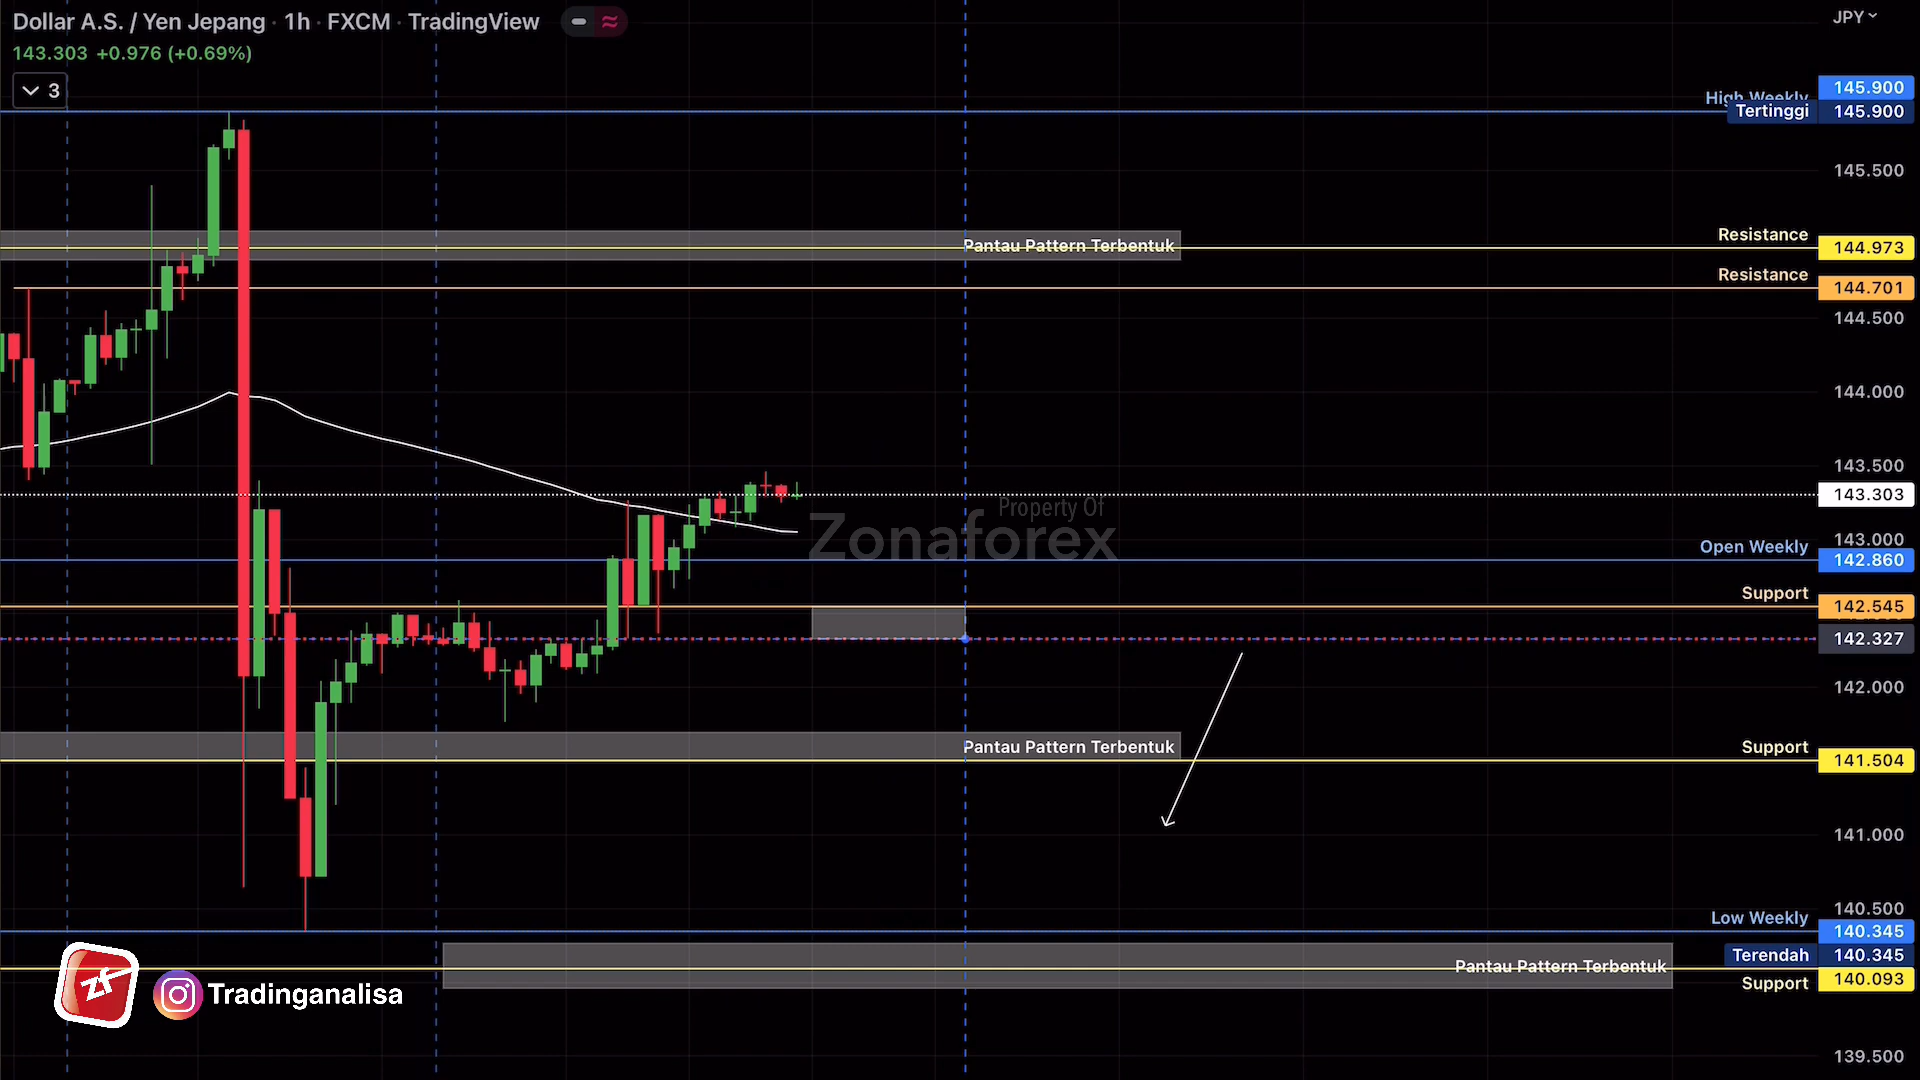 Dollar A.S. / Yen Jepang · 1h · FXCM · TradingView
JPY
143.303 +0.976 (+0.69%)
3
High Weekly 145.900
Tertinggi 145.900
145.500
Pantau Pattern Terbentuk
Resistance 144.973
Resistance 144.701
144.500
144.000
143.500
143.303
Property Of
Zonaforex
143.000
Open Weekly 142.860
Support 142.545
142.327
142.000
Pantau Pattern Terbentuk
Support 141.504
141.000
140.500
Low Weekly 140.345
Terendah 140.345
Pantau Pattern Terbentuk
Support 140.093
zf
Tradinganalisa
139.500